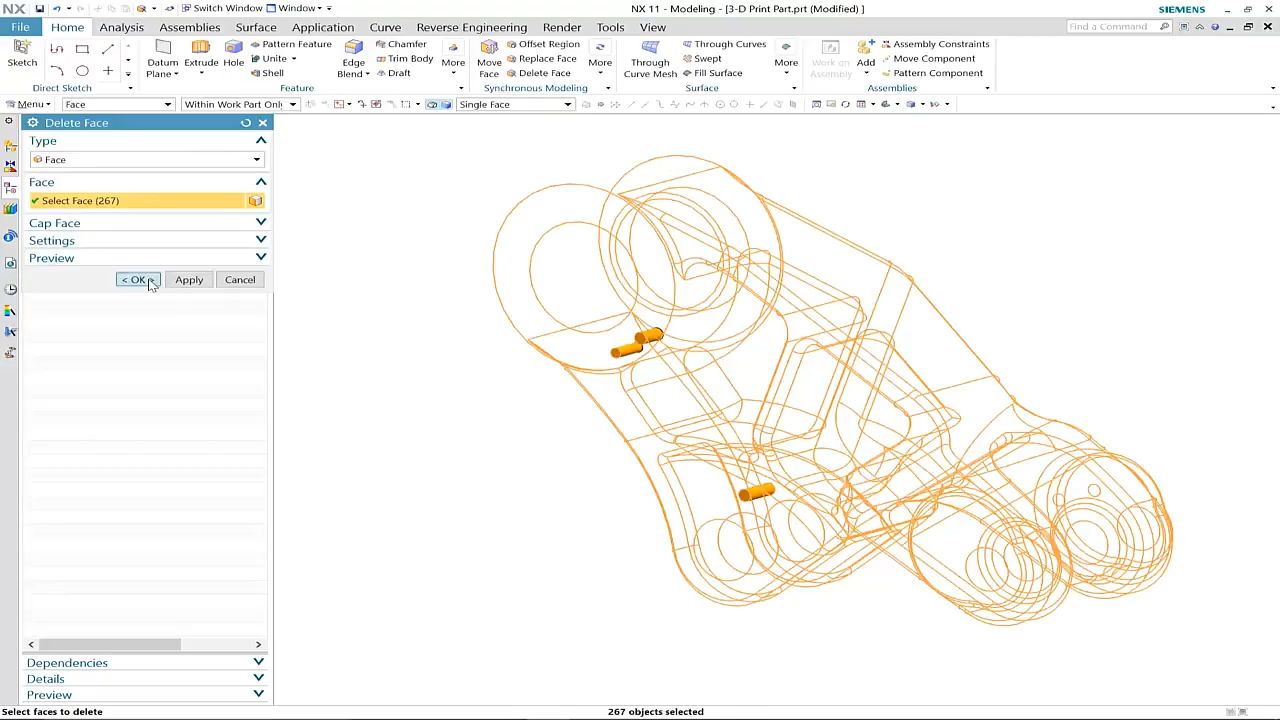 NX Switch Window Window NX 11 - Modeling - [3-D Print Part.prt (Modified) ] SIEMENS
File Home Analysis Assemblies Surface Curve Reverse Engineering Render Tools View Find a Command
Pattern Feature Chamfer Offset Region Through Curves Assembly Constraints
Sketch Datum Plane Extrude Hole Unite Edge Blend Trim Body More Move Face Replace Face More Through Curve Mesh Swept More Work on Assembly Add Move Component
Shell Draft Delete Face Fill Surface Pattern Component
Direct Sketch Feature Synchronous Modeling Surface Assemblies
Menu Face Within Work Part Only Single Face
Delete Face
Type
Face
Face
Select Face (267)
Cap Face
Settings
Preview
< OK > Apply Cancel
Dependencies
Details
Preview
Select faces to delete 267 objects selected